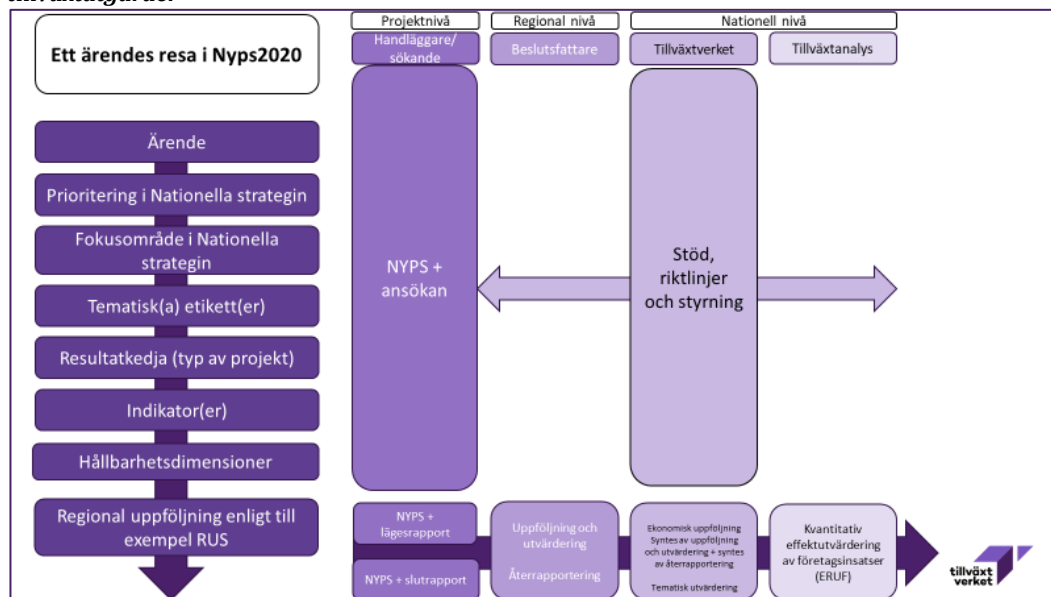 Ett ärendes resa i Nyps2020
Ärende
Prioritering i Nationella strategin
Fokusområde i Nationella
strategin
Tematisk(a) etikett(er)
Resultatkedja (typ av projekt)
Indikator(er)
Hållbarhetsdimensioner
Regional uppföljning enligt till
exempel RUS
Projektnivå
Regional nivå
Nationell nivå
Handläggare/
sökande
Beslutsfattare
Tillväxtverket
Tillväxtanalys
NYPS +
ansökan
Stöd,
riktlinjer
och styrning
NYPS +
lägesrapport
NYPS + slutrapport
Uppföljning och
utvärdering
Återrapportering
Ekonomisk uppföljning
Syntes av uppföljning
och utvärdering + syntes
av återrapportering
Tematisk utvärdering
Kvantitativ
effektutvärdering
av företagsinsatser
(ERUF)
tillväxt
verket